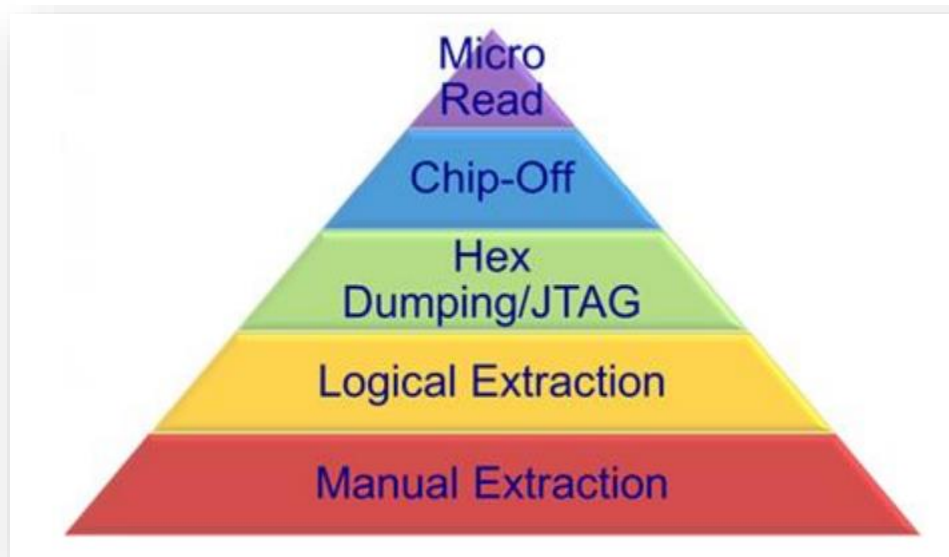 Micro
Read
Chip-Off
Hex
Dumping/JTAG
Logical Extraction
Manual Extraction